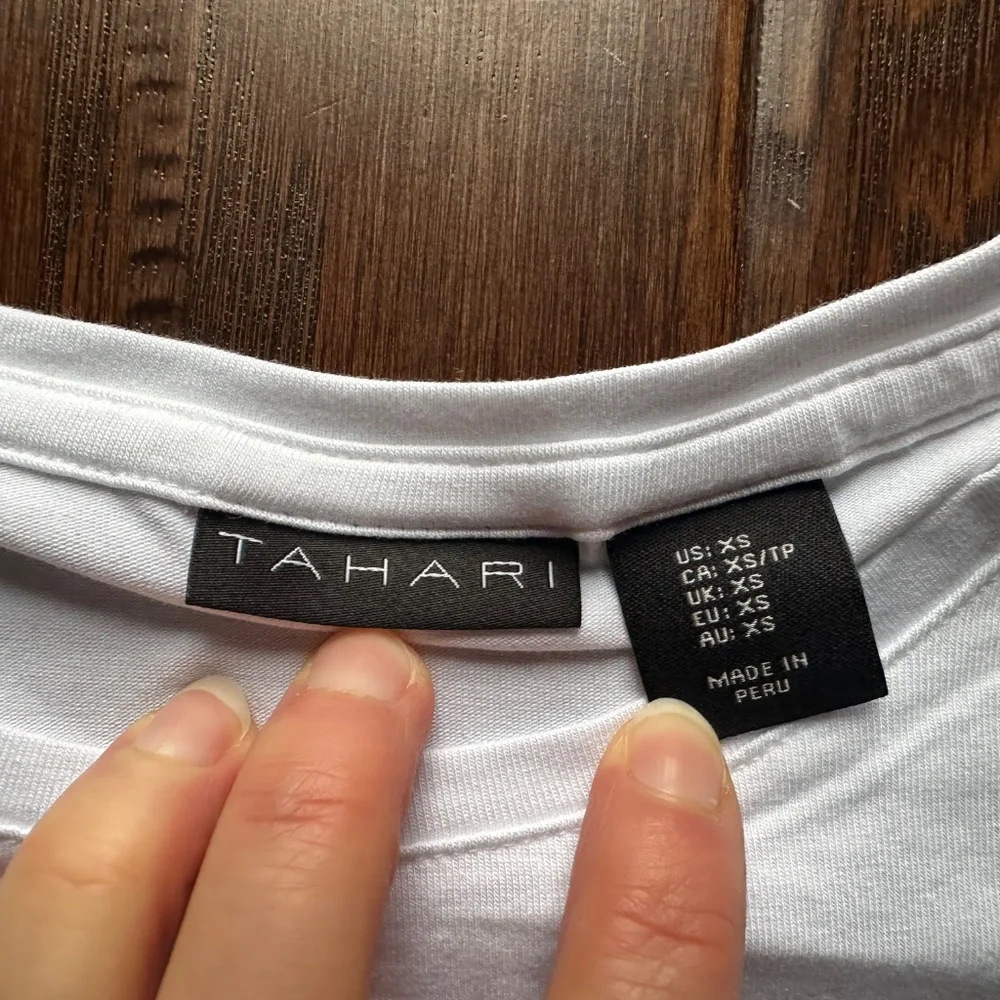 TAHARI
US: XS
CA: XS/TP
UK: XS
EU: XS
AU: XS
MADE IN
PERU